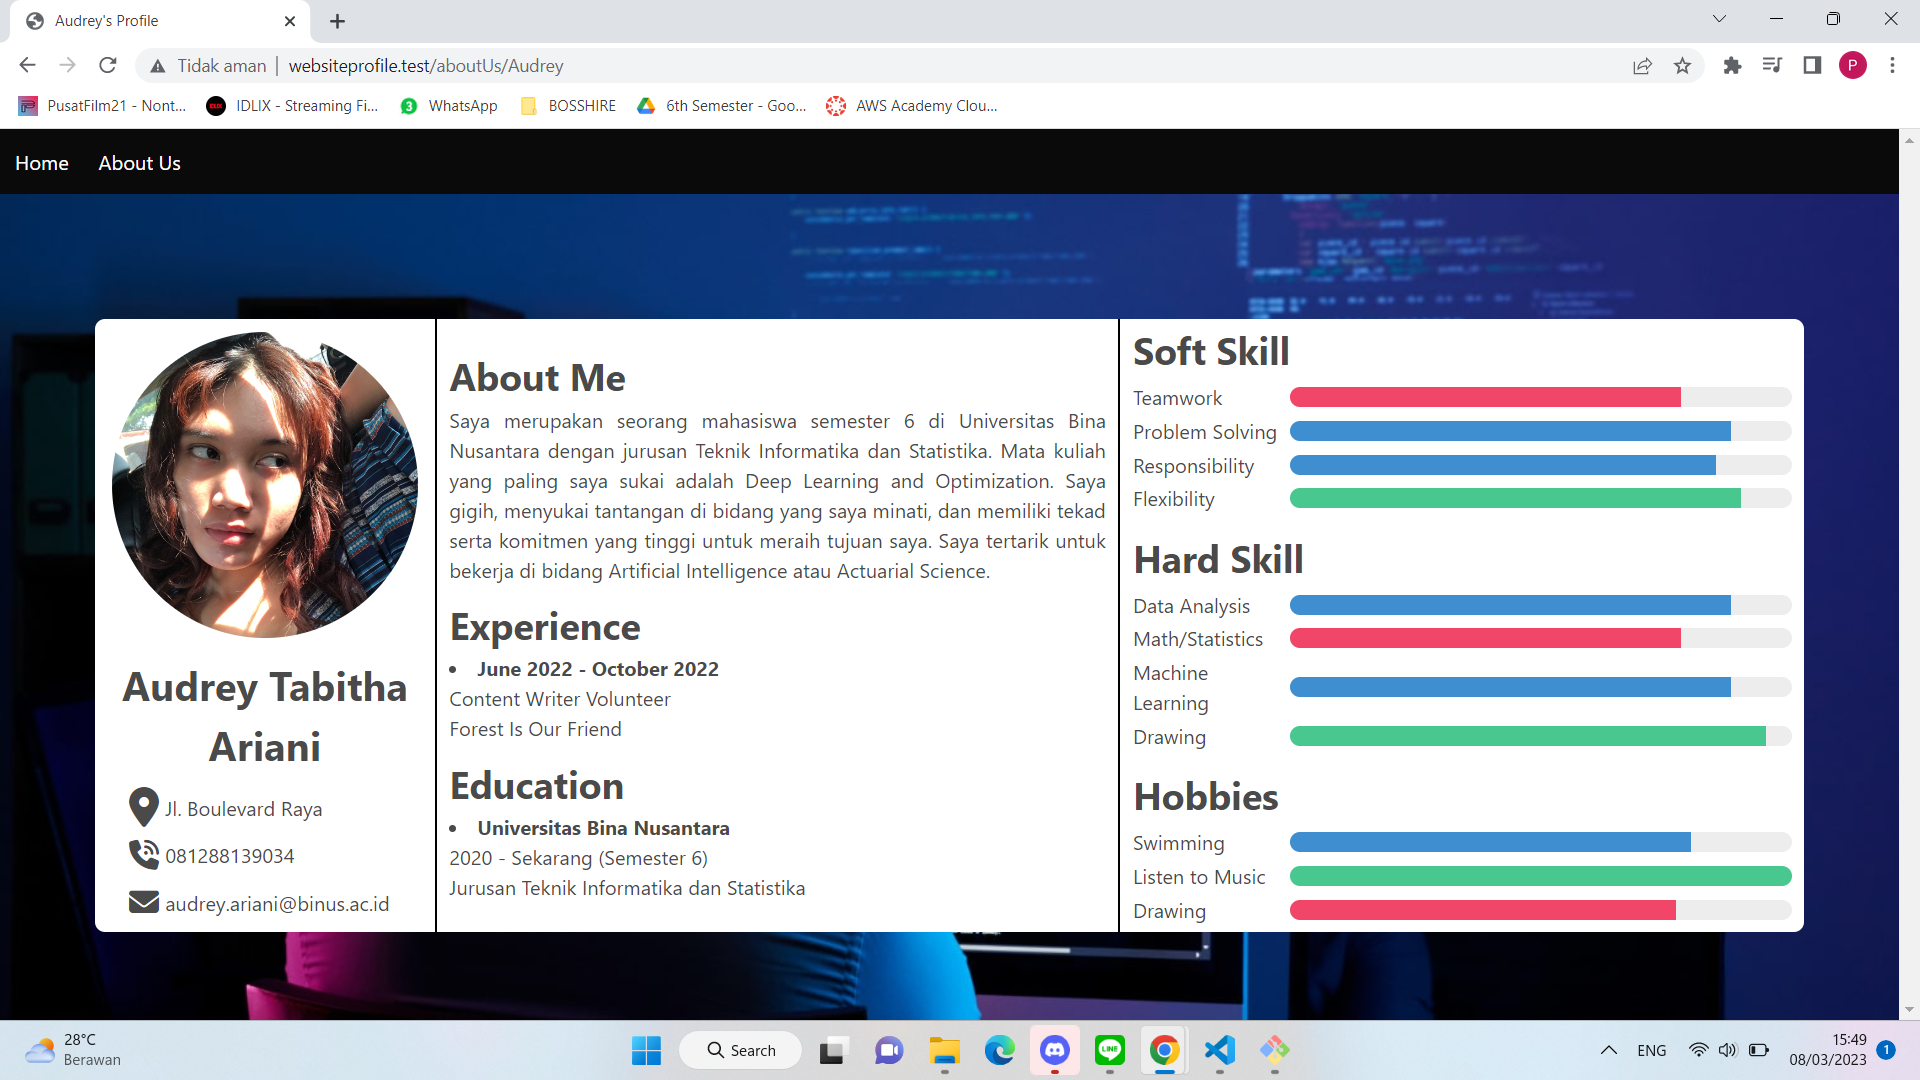 Audrey's Profile
Tidak aman
websiteprofile.test/aboutUs/Audrey
P
PusatFilm21 - Nont...
IDLIX - Streaming Fi...
3
WhatsApp
BOSSHIRE
6th Semester - Goo...
AWS Academy Clou...
Home
About Us
Audrey Tabitha
Ariani
Jl. Boulevard Raya
081288139034
audrey.ariani@binus.ac.id
About Me
Saya merupakan seorang mahasiswa semester 6 di Universitas Bina
Nusantara dengan jurusan Teknik Informatika dan Statistika. Mata kuliah
yang paling saya sukai adalah Deep Learning and Optimization. Saya
gigih, menyukai tantangan di bidang yang saya minati, dan memiliki tekad
serta komitmen yang tinggi untuk meraih tujuan saya. Saya tertarik untuk
bekerja di bidang Artificial Intelligence atau Actuarial Science.
Experience
• June 2022 - October 2022
Content Writer Volunteer
Forest Is Our Friend
Education
• Universitas Bina Nusantara
2020 - Sekarang (Semester 6)
Jurusan Teknik Informatika dan Statistika
Soft Skill
Teamwork
Problem Solving
Responsibility
Flexibility
Hard Skill
Data Analysis
Math/Statistics
Machine
Learning
Drawing
Hobbies
Swimming
Listen to Music
Drawing
28°C
Berawan
Search
LINE
ENG
15:49
08/03/2023
1